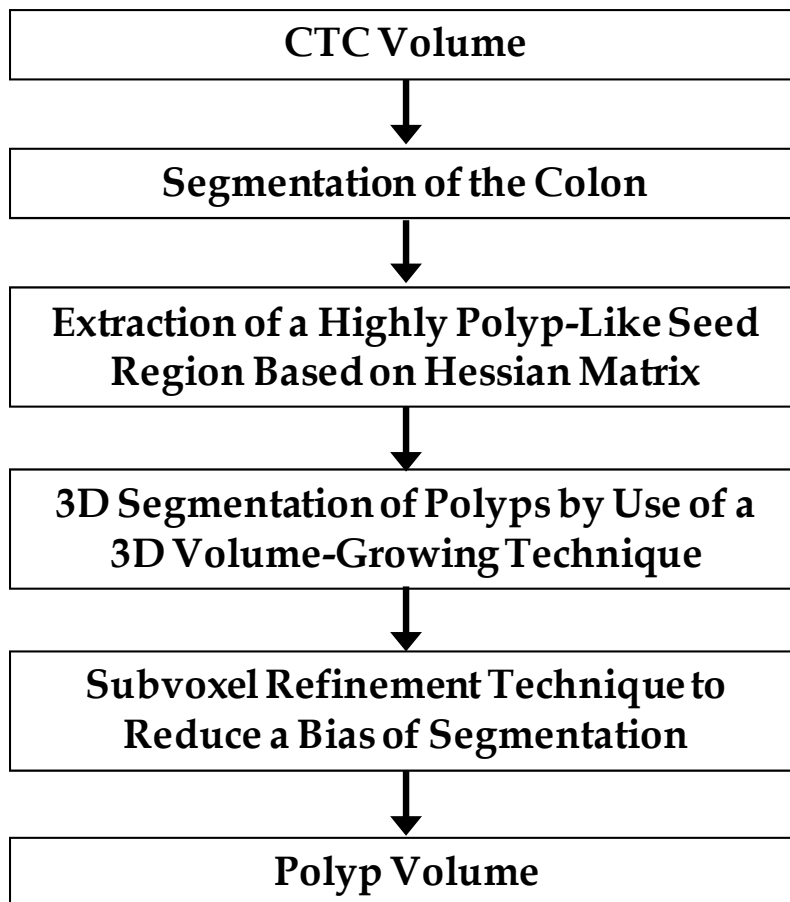 CTC Volume
Segmentation of the Colon
Extraction of a Highly Polyp-Like Seed
Region Based on Hessian Matrix
3D Segmentation of Polyps by Use of a
3D Volume-Growing Technique
Subvoxel Refinement Technique to
Reduce a Bias of Segmentation
Polyp Volume